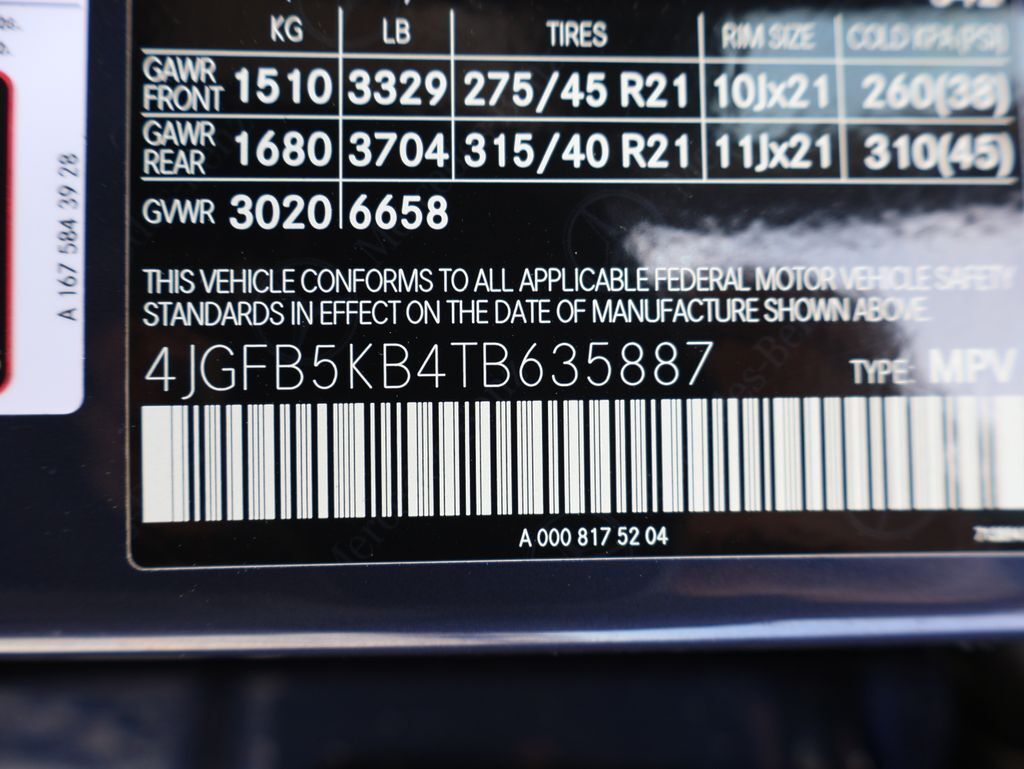 KG LB TIRES RIM SIZE COLD KPA(PSI)
GAWR FRONT 1510 3329 275/45 R21 10Jx21 260(38)
GAWR REAR 1680 3704 315/40 R21 11Jx21 310(45)
GVWR 3020 6658
THIS VEHICLE CONFORMS TO ALL APPLICABLE FEDERAL MOTOR VEHICLE SAFETY
STANDARDS IN EFFECT ON THE DATE OF MANUFACTURE SHOWN ABOVE.
4JGFB5KB4TB635887 TYPE: MPV
A 000 817 52 04
A 167 584 39 28